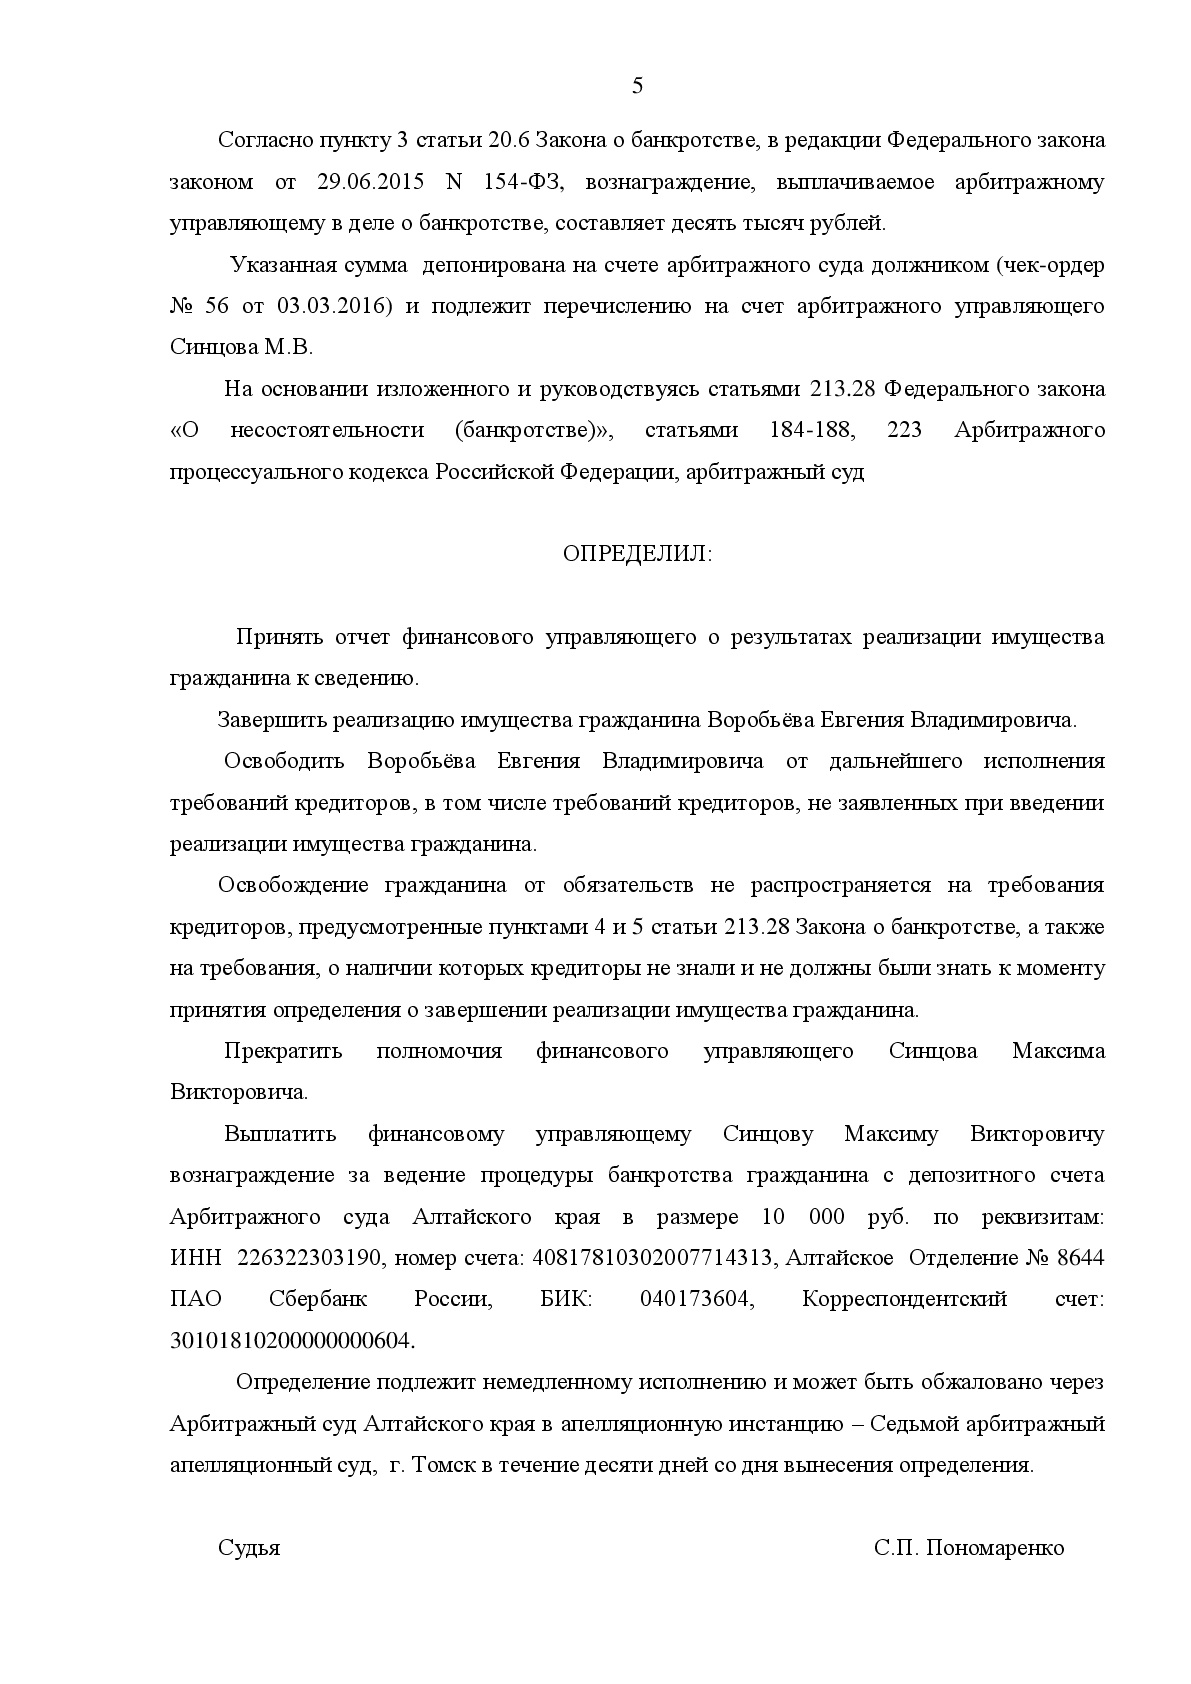 5
Согласно пункту 3 статьи 20.6 Закона о банкротстве, в редакции Федерального закона
законом от 29.06.2015 N 154-ФЗ, вознаграждение, выплачиваемое арбитражному
управляющему в деле о банкротстве, составляет десять тысяч рублей.
Указанная сумма депонирована на счете арбитражного суда должником (чек-ордер
№ 56 от 03.03.2016) и подлежит перечислению на счет арбитражного управляющего
Синцова М.В.
На основании изложенного и руководствуясь статьями 213.28 Федерального закона
«О несостоятельности (банкротстве)», статьями 184-188, 223 Арбитражного
процессуального кодекса Российской Федерации, арбитражный суд
ОПРЕДЕЛИЛ:
Принять отчет финансового управляющего о результатах реализации имущества
гражданина к сведению.
Завершить реализацию имущества гражданина Воробьёва Евгения Владимировича.
Освободить Воробьёва Евгения Владимировича от дальнейшего исполнения
требований кредиторов, в том числе требований кредиторов, не заявленных при введении
реализации имущества гражданина.
Освобождение гражданина от обязательств не распространяется на требования
кредиторов, предусмотренные пунктами 4 и 5 статьи 213.28 Закона о банкротстве, а также
на требования, о наличии которых кредиторы не знали и не должны были знать к моменту
принятия определения о завершении реализации имущества гражданина.
Прекратить полномочия финансового управляющего Синцова Максима
Викторовича.
Выплатить финансовому управляющему Синцову Максиму Викторовичу
вознаграждение за ведение процедуры банкротства гражданина с депозитного счета
Арбитражного суда Алтайского края в размере 10 000 руб. по реквизитам:
ИНН 226322303190, номер счета: 40817810302007714313, Алтайское Отделение № 8644
ПАО Сбербанк России, БИК: 040173604, Корреспондентский счет:
30101810200000000604.
Определение подлежит немедленному исполнению и может быть обжаловано через
Арбитражный суд Алтайского края в апелляционную инстанцию – Седьмой арбитражный
апелляционный суд, г. Томск в течение десяти дней со дня вынесения определения.
Судья С.П. Пономаренко